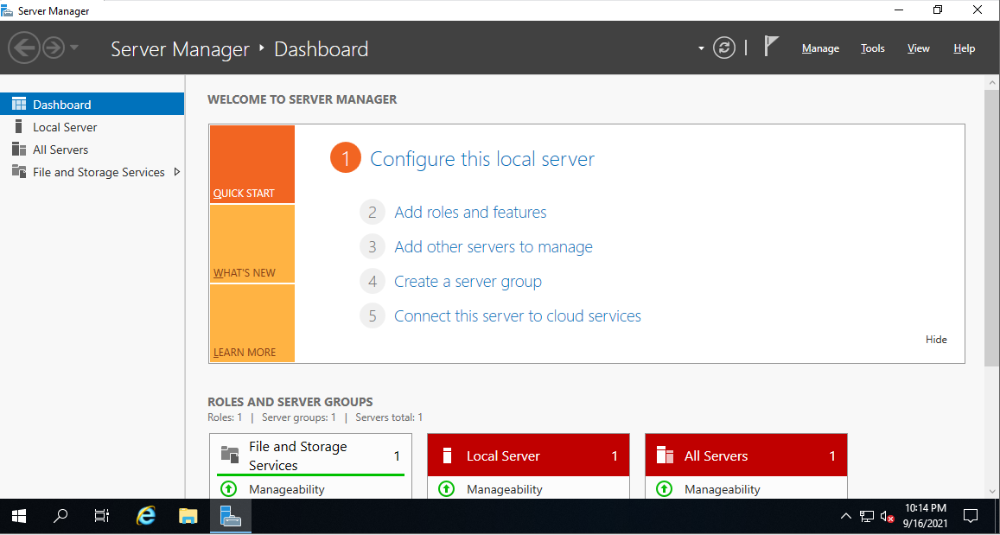 Server Manager
Server Manager ‣ Dashboard
Manage
Tools
View
Help
Dashboard
Local Server
All Servers
File and Storage Services
WELCOME TO SERVER MANAGER
QUICK START
WHAT'S NEW
LEARN MORE
1 Configure this local server
2 Add roles and features
3 Add other servers to manage
4 Create a server group
5 Connect this server to cloud services
Hide
ROLES AND SERVER GROUPS
Roles: 1 | Server groups: 1 | Servers total: 1
File and Storage
Services
1
Manageability
Local Server 1
Manageability
All Servers 1
Manageability
10:14 PM
9/16/2021